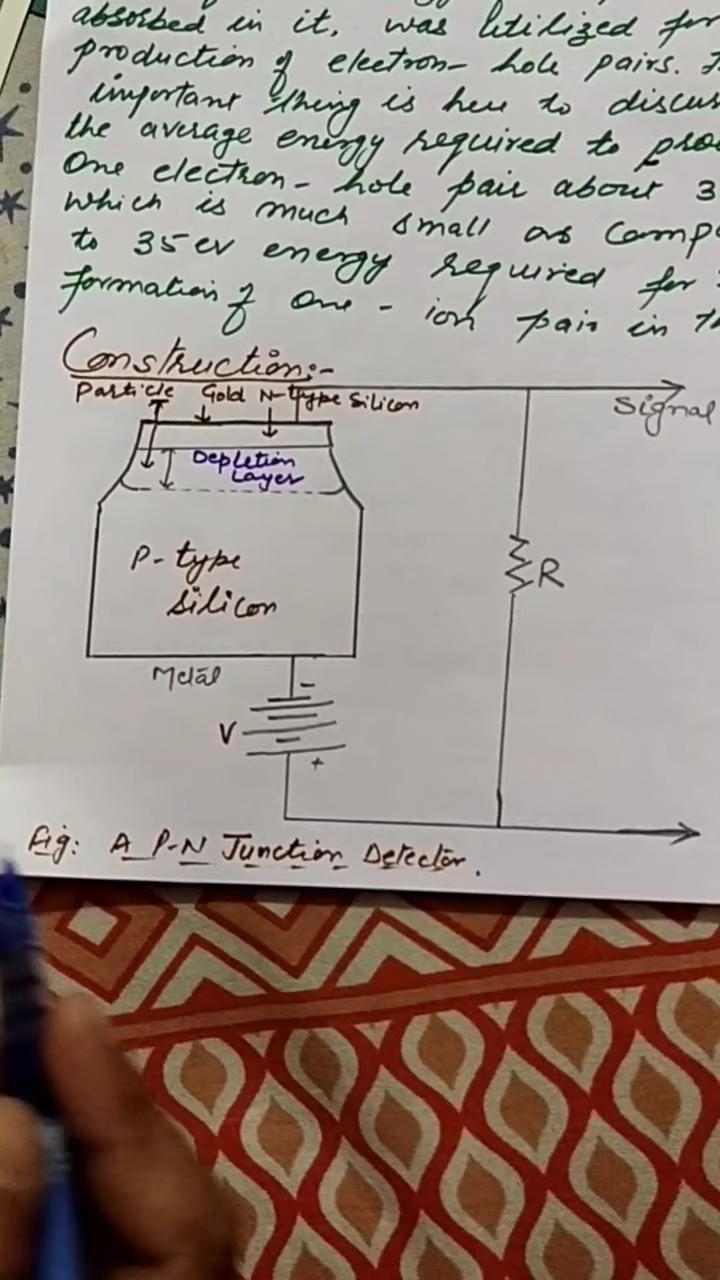 absorbed in it, was Utilized for
production of electron- hole pairs.
important thing is here to discus
the average energy required to
One electron- hole pair about 3
which is much small as Comp
to 35 ev energy required for
formation of one - ion pair in
Construction:-
Particle Gold N-type Silicon
Signal
Depletion
Layer
R
P-type
Silicon
Metal
-
V
+
Fig: A P-N Junction Detector.